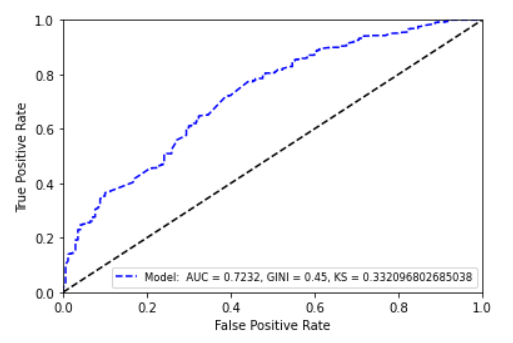 1.0
0.8
0.6
0.4
0.2
0.0
True Positive Rate
Model: AUC = 0.7232, GINI = 0.45, KS = 0.332096802685038
0.0 0.2 0.4 0.6 0.8 1.0
False Positive Rate